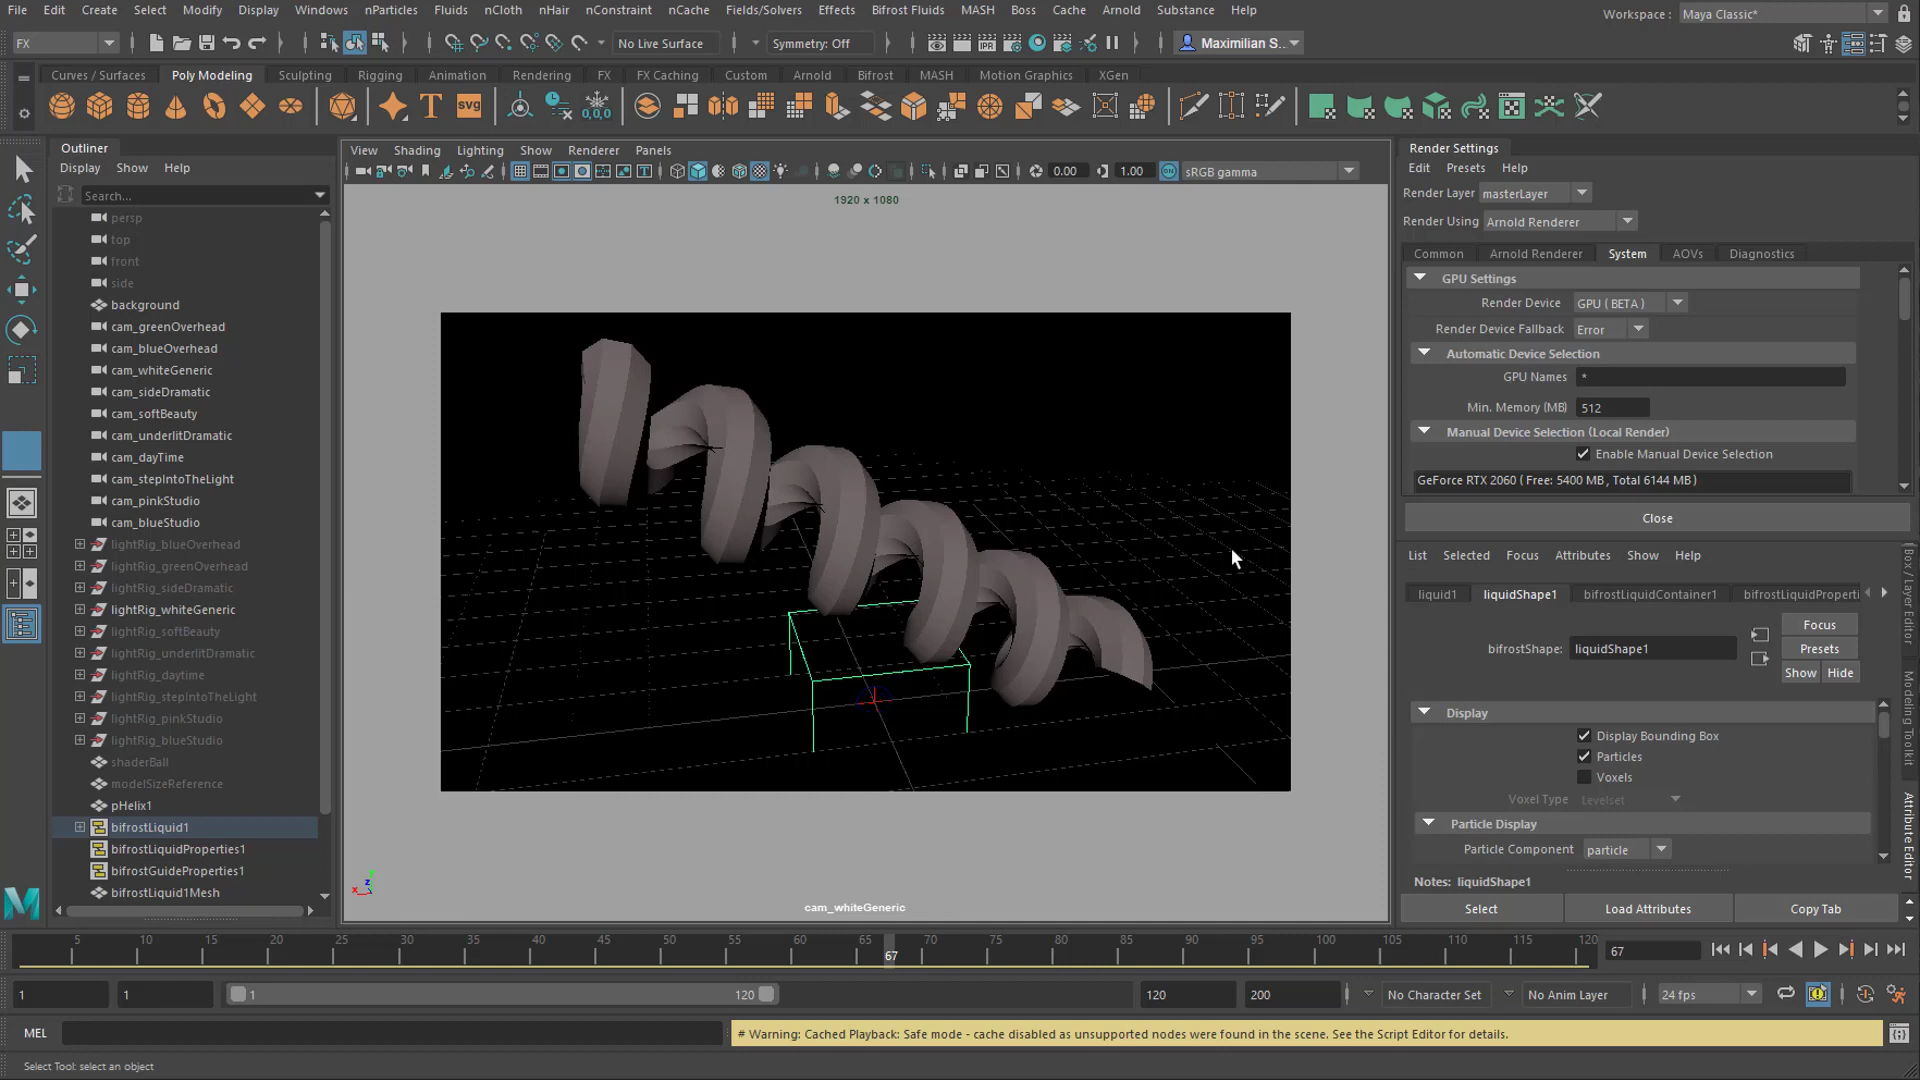 File Edit Create Select Modify Display Windows nParticles Fluids nCloth nHair nConstraint nCache Fields/Solvers Effects Bifrost Fluids MASH Boss Cache Arnold Substance Help
Workspace : Maya Classic*
FX No Live Surface Symmetry: Off Maximilian S..
Curves / Surfaces Poly Modeling Sculpting Rigging Animation Rendering FX FX Caching Custom Arnold Bifrost MASH Motion Graphics XGen
T svg 0,0,0
Outliner
Display Show Help
Search...
persp
top
front
side
background
cam_greenOverhead
cam_blueOverhead
cam_whiteGeneric
cam_sideDramatic
cam_softBeauty
cam_underlitDramatic
cam_dayTime
cam_stepIntoTheLight
cam_pinkStudio
cam_blueStudio
lightRig_blueOverhead
lightRig_greenOverhead
lightRig_sideDramatic
lightRig_whiteGeneric
lightRig_softBeauty
lightRig_underlitDramatic
lightRig_daytime
lightRig_stepIntoTheLight
lightRig_pinkStudio
lightRig_blueStudio
shaderBall
modelSizeReference
pHelix1
bifrostLiquid1
bifrostLiquidProperties1
bifrostGuideProperties1
bifrostLiquid1Mesh
View Shading Lighting Show Renderer Panels
0.00 1.00 ON sRGB gamma
1920 x 1080
cam_whiteGeneric
Render Settings
Edit Presets Help
Render Layer masterLayer
Render Using Arnold Renderer
Common Arnold Renderer System AOVs Diagnostics
GPU Settings
Render Device GPU ( BETA )
Render Device Fallback Error
Automatic Device Selection
GPU Names *
Min. Memory (MB) 512
Manual Device Selection (Local Render)
Enable Manual Device Selection
GeForce RTX 2060 ( Free: 5400 MB , Total 6144 MB )
Close
List Selected Focus Attributes Show Help
liquid1 liquidShape1 bifrostLiquidContainer1 bifrostLiquidProperti
Focus
bifrostShape: liquidShape1 Presets
Show Hide
Display
Display Bounding Box
Particles
Voxels
Voxel Type Levelset
Particle Display
Particle Component particle
Notes: liquidShape1
Select Load Attributes Copy Tab
Box / Layer Editor
Modeling Toolkit
Attribute Editor
5 10 15 20 25 30 35 40 45 50 55 60 65 70 75 80 85 90 95 100 105 110 115 120
67 67
1 1 1 120 120 200 No Character Set No Anim Layer 24 fps
MEL # Warning: Cached Playback: Safe mode - cache disabled as unsupported nodes were found in the scene. See the Script Editor for details.
Select Tool: select an object